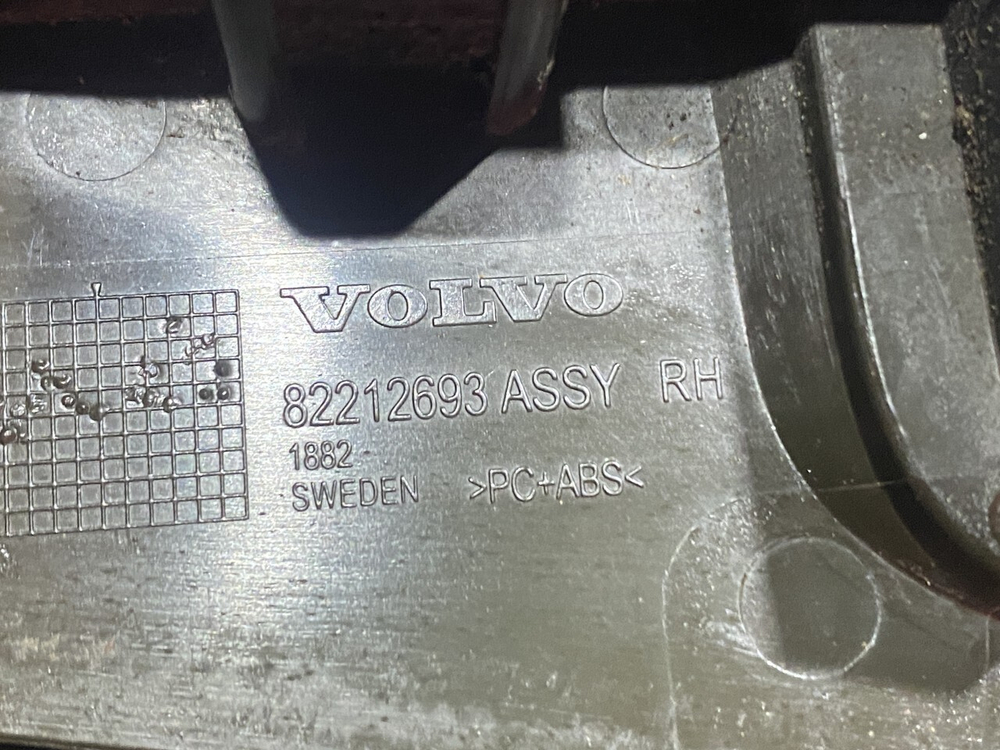 VOLVO
82212693 ASSY RH
1882
SWEDEN >PC+ABS<